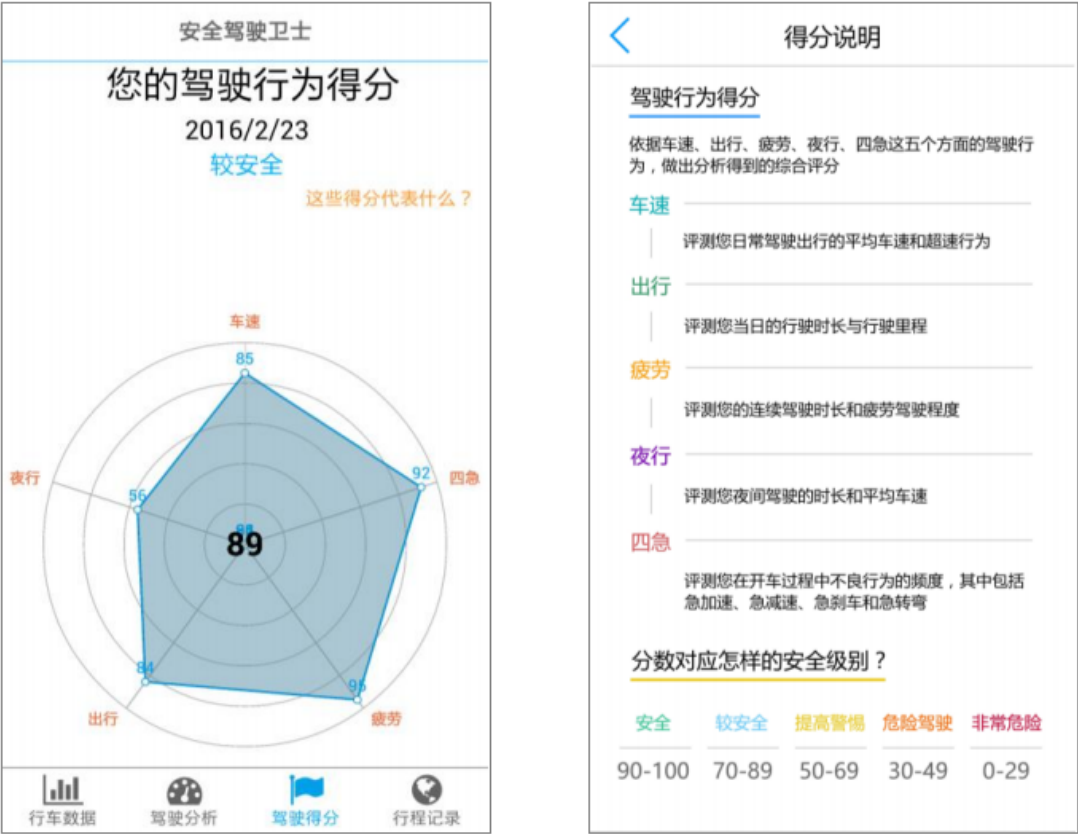 安全驾驶卫士
您的驾驶行为得分
2016/2/23
较安全
这些得分代表什么？
车速
85
92
四急
夜行
56
89
84
95
出行
疲劳
行车数据
驾驶分析
驾驶得分
行程记录
得分说明
驾驶行为得分
依据车速、出行、疲劳、夜行、四急这五个方面的驾驶行
为，做出分析得到的综合评分
车速
评测您日常驾驶出行的平均车速和超速行为
出行
评测您当日的行驶时长与行驶里程
疲劳
评测您的连续驾驶时长和疲劳驾驶程度
夜行
评测您夜间驾驶的时长和平均车速
四急
评测您在开车过程中不良行为的频度，其中包括
急加速、急减速、急刹车和急转弯
分数对应怎样的安全级别？
安全 较安全 提高警惕 危险驾驶 非常危险
90-100 70-89 50-69 30-49 0-29